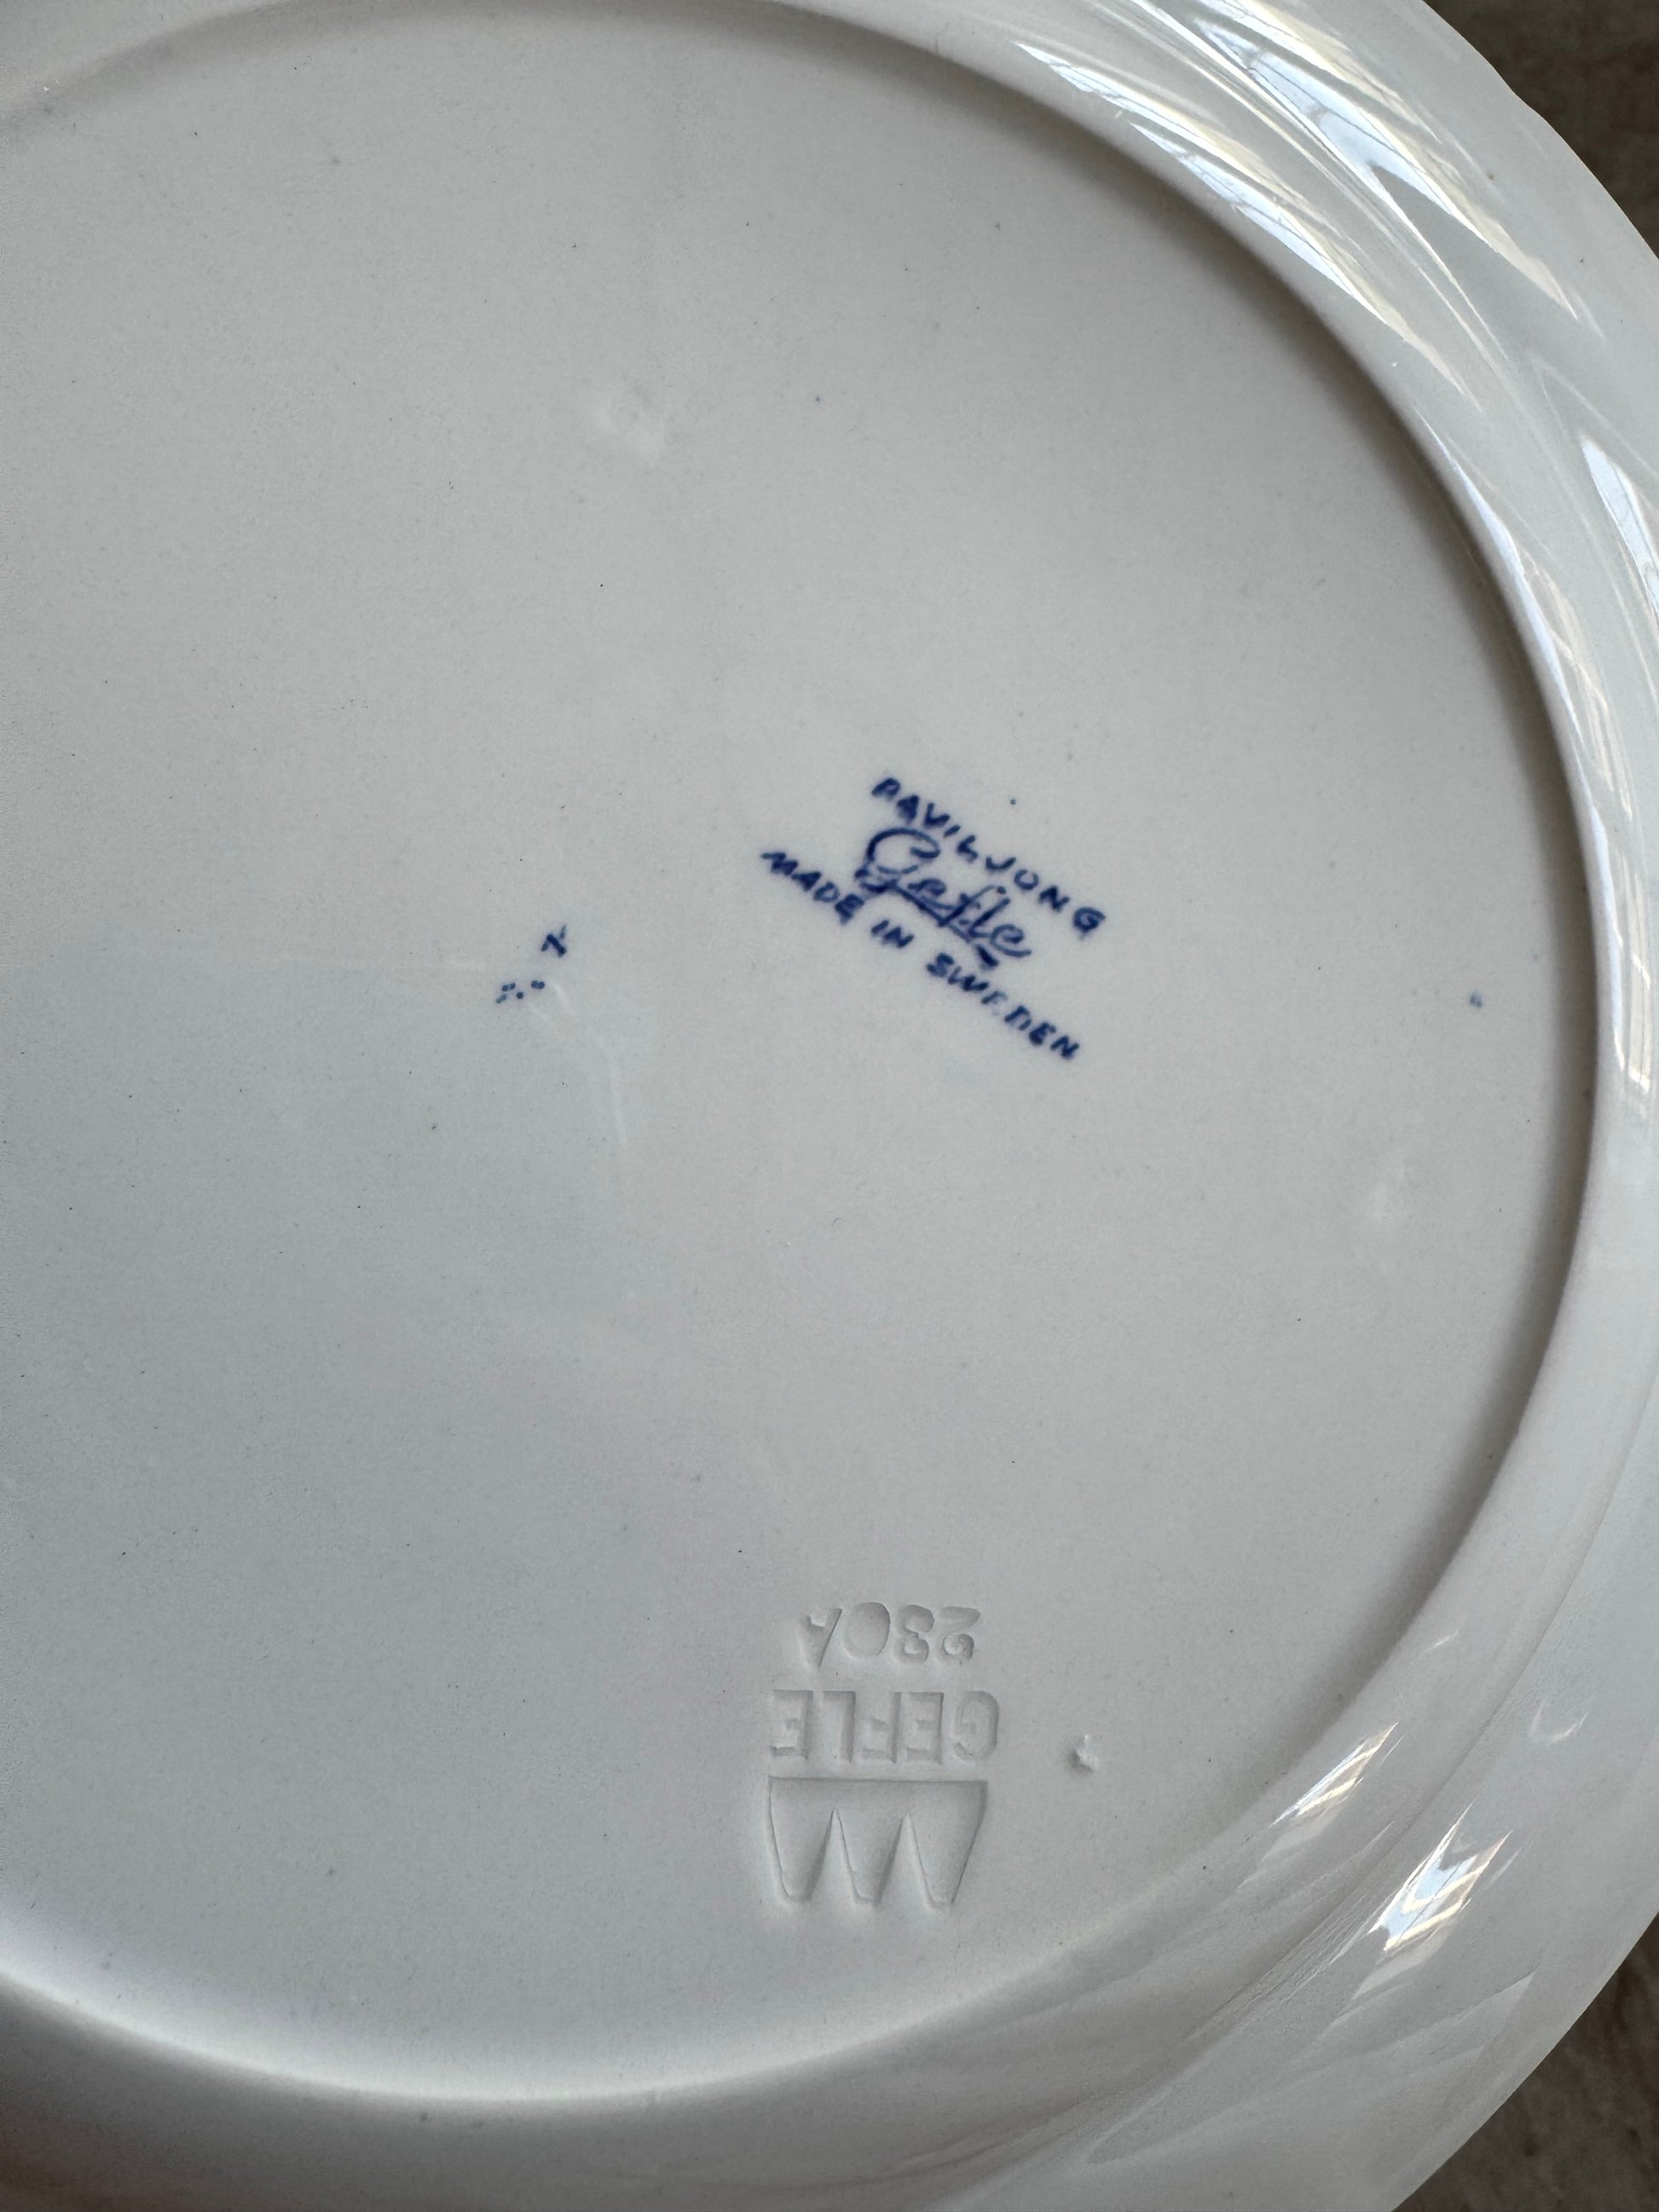 PAVILJONG
Gefle
MADE IN SWEDEN
GEFLE
230A